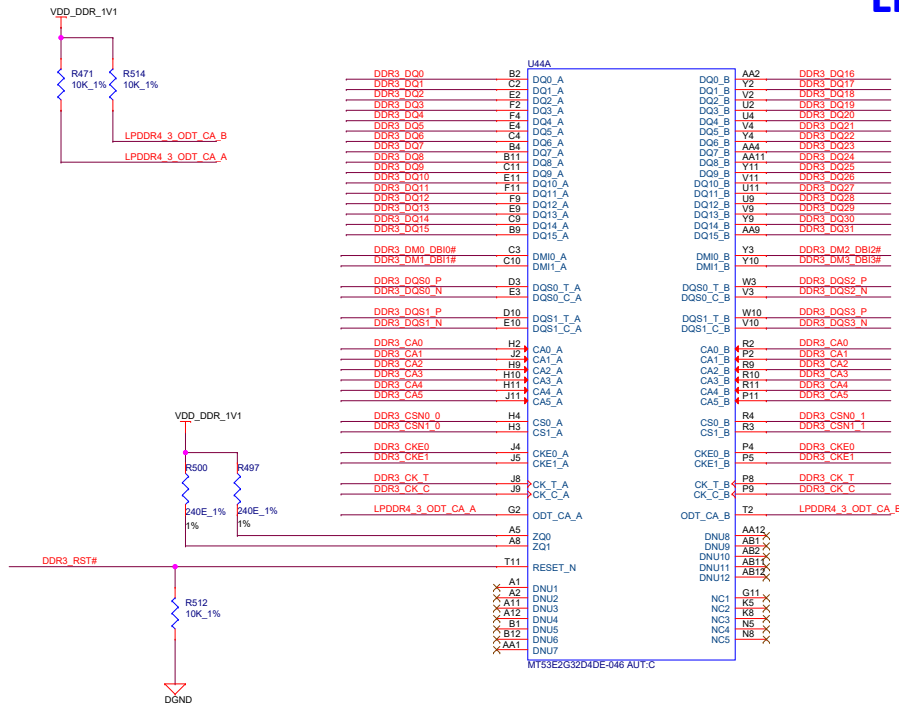 VDD_DDR_1V1
R471
10K_1%
R514
10K_1%
LPDDR4_3_ODT_CA_B
LPDDR4_3_ODT_CA_A
U44A
DDR3_DQ0 B2 DQ0_A DQ0_B AA2 DDR3_DQ16
DDR3_DQ1 C2 DQ1_A DQ1_B Y2 DDR3_DQ17
DDR3_DQ2 E2 DQ2_A DQ2_B V2 DDR3_DQ18
DDR3_DQ3 F2 DQ3_A DQ3_B U2 DDR3_DQ19
DDR3_DQ4 F4 DQ4_A DQ4_B U4 DDR3_DQ20
DDR3_DQ5 E4 DQ5_A DQ5_B V4 DDR3_DQ21
DDR3_DQ6 C4 DQ6_A DQ6_B Y4 DDR3_DQ22
DDR3_DQ7 B4 DQ7_A DQ7_B AA4 DDR3_DQ23
DDR3_DQ8 B11 DQ8_A DQ8_B AA11 DDR3_DQ24
DDR3_DQ9 C11 DQ9_A DQ9_B Y11 DDR3_DQ25
DDR3_DQ10 E11 DQ10_A DQ10_B V11 DDR3_DQ26
DDR3_DQ11 F11 DQ11_A DQ11_B U11 DDR3_DQ27
DDR3_DQ12 F9 DQ12_A DQ12_B U9 DDR3_DQ28
DDR3_DQ13 E9 DQ13_A DQ13_B V9 DDR3_DQ29
DDR3_DQ14 C9 DQ14_A DQ14_B Y9 DDR3_DQ30
DDR3_DQ15 B9 DQ15_A DQ15_B AA9 DDR3_DQ31
DDR3_DM0_DBI0# C3 DMI0_A DMI0_B Y3 DDR3_DM2_DBI2#
DDR3_DM1_DBI1# C10 DMI1_A DMI1_B Y10 DDR3_DM3_DBI3#
DDR3_DQS0_P D3 DQS0_T_A DQS0_T_B W3 DDR3_DQS2_P
DDR3_DQS0_N E3 DQS0_C_A DQS0_C_B V3 DDR3_DQS2_N
DDR3_DQS1_P D10 DQS1_T_A DQS1_T_B W10 DDR3_DQS3_P
DDR3_DQS1_N E10 DQS1_C_A DQS1_C_B V10 DDR3_DQS3_N
DDR3_CA0 H2 CA0_A CA0_B R2 DDR3_CA0
DDR3_CA1 J2 CA1_A CA1_B P2 DDR3_CA1
DDR3_CA2 H9 CA2_A CA2_B R9 DDR3_CA2
DDR3_CA3 H10 CA3_A CA3_B R10 DDR3_CA3
DDR3_CA4 H11 CA4_A CA4_B R11 DDR3_CA4
DDR3_CA5 J11 CA5_A CA5_B P11 DDR3_CA5
DDR3_CSN0_0 H4 CS0_A CS0_B R4 DDR3_CSN0_1
DDR3_CSN1_0 H3 CS1_A CS1_B R3 DDR3_CSN1_1
DDR3_CKE0 J4 CKE0_A CKE0_B P4 DDR3_CKE0
DDR3_CKE1 J5 CKE1_A CKE1_B P5 DDR3_CKE1
DDR3_CK_T J8 CK_T_A CK_T_B P8 DDR3_CK_T
DDR3_CK_C J9 CK_C_A CK_C_B P9 DDR3_CK_C
LPDDR4_3_ODT_CA_A G2 ODT_CA_A ODT_CA_B T2 LPDDR4_3_ODT_CA_B
VDD_DDR_1V1
R500
240E_1%
1%
R497
240E_1%
1%
A5 ZQ0
A8 ZQ1
DDR3_RST# T11 RESET_N
R512
10K_1%
DGND
A1 DNU1
A2 DNU2
A11 DNU3
A12 DNU4
B1 DNU5
B12 DNU6
AA1 DNU7
DNU8 AA12
DNU9 AB1
DNU10 AB2
DNU11 AB11
DNU12 AB12
NC1 G11
NC2 K5
NC3 K8
NC4 N5
NC5 N8
MT53E2G32D4DE-046 AUT:C